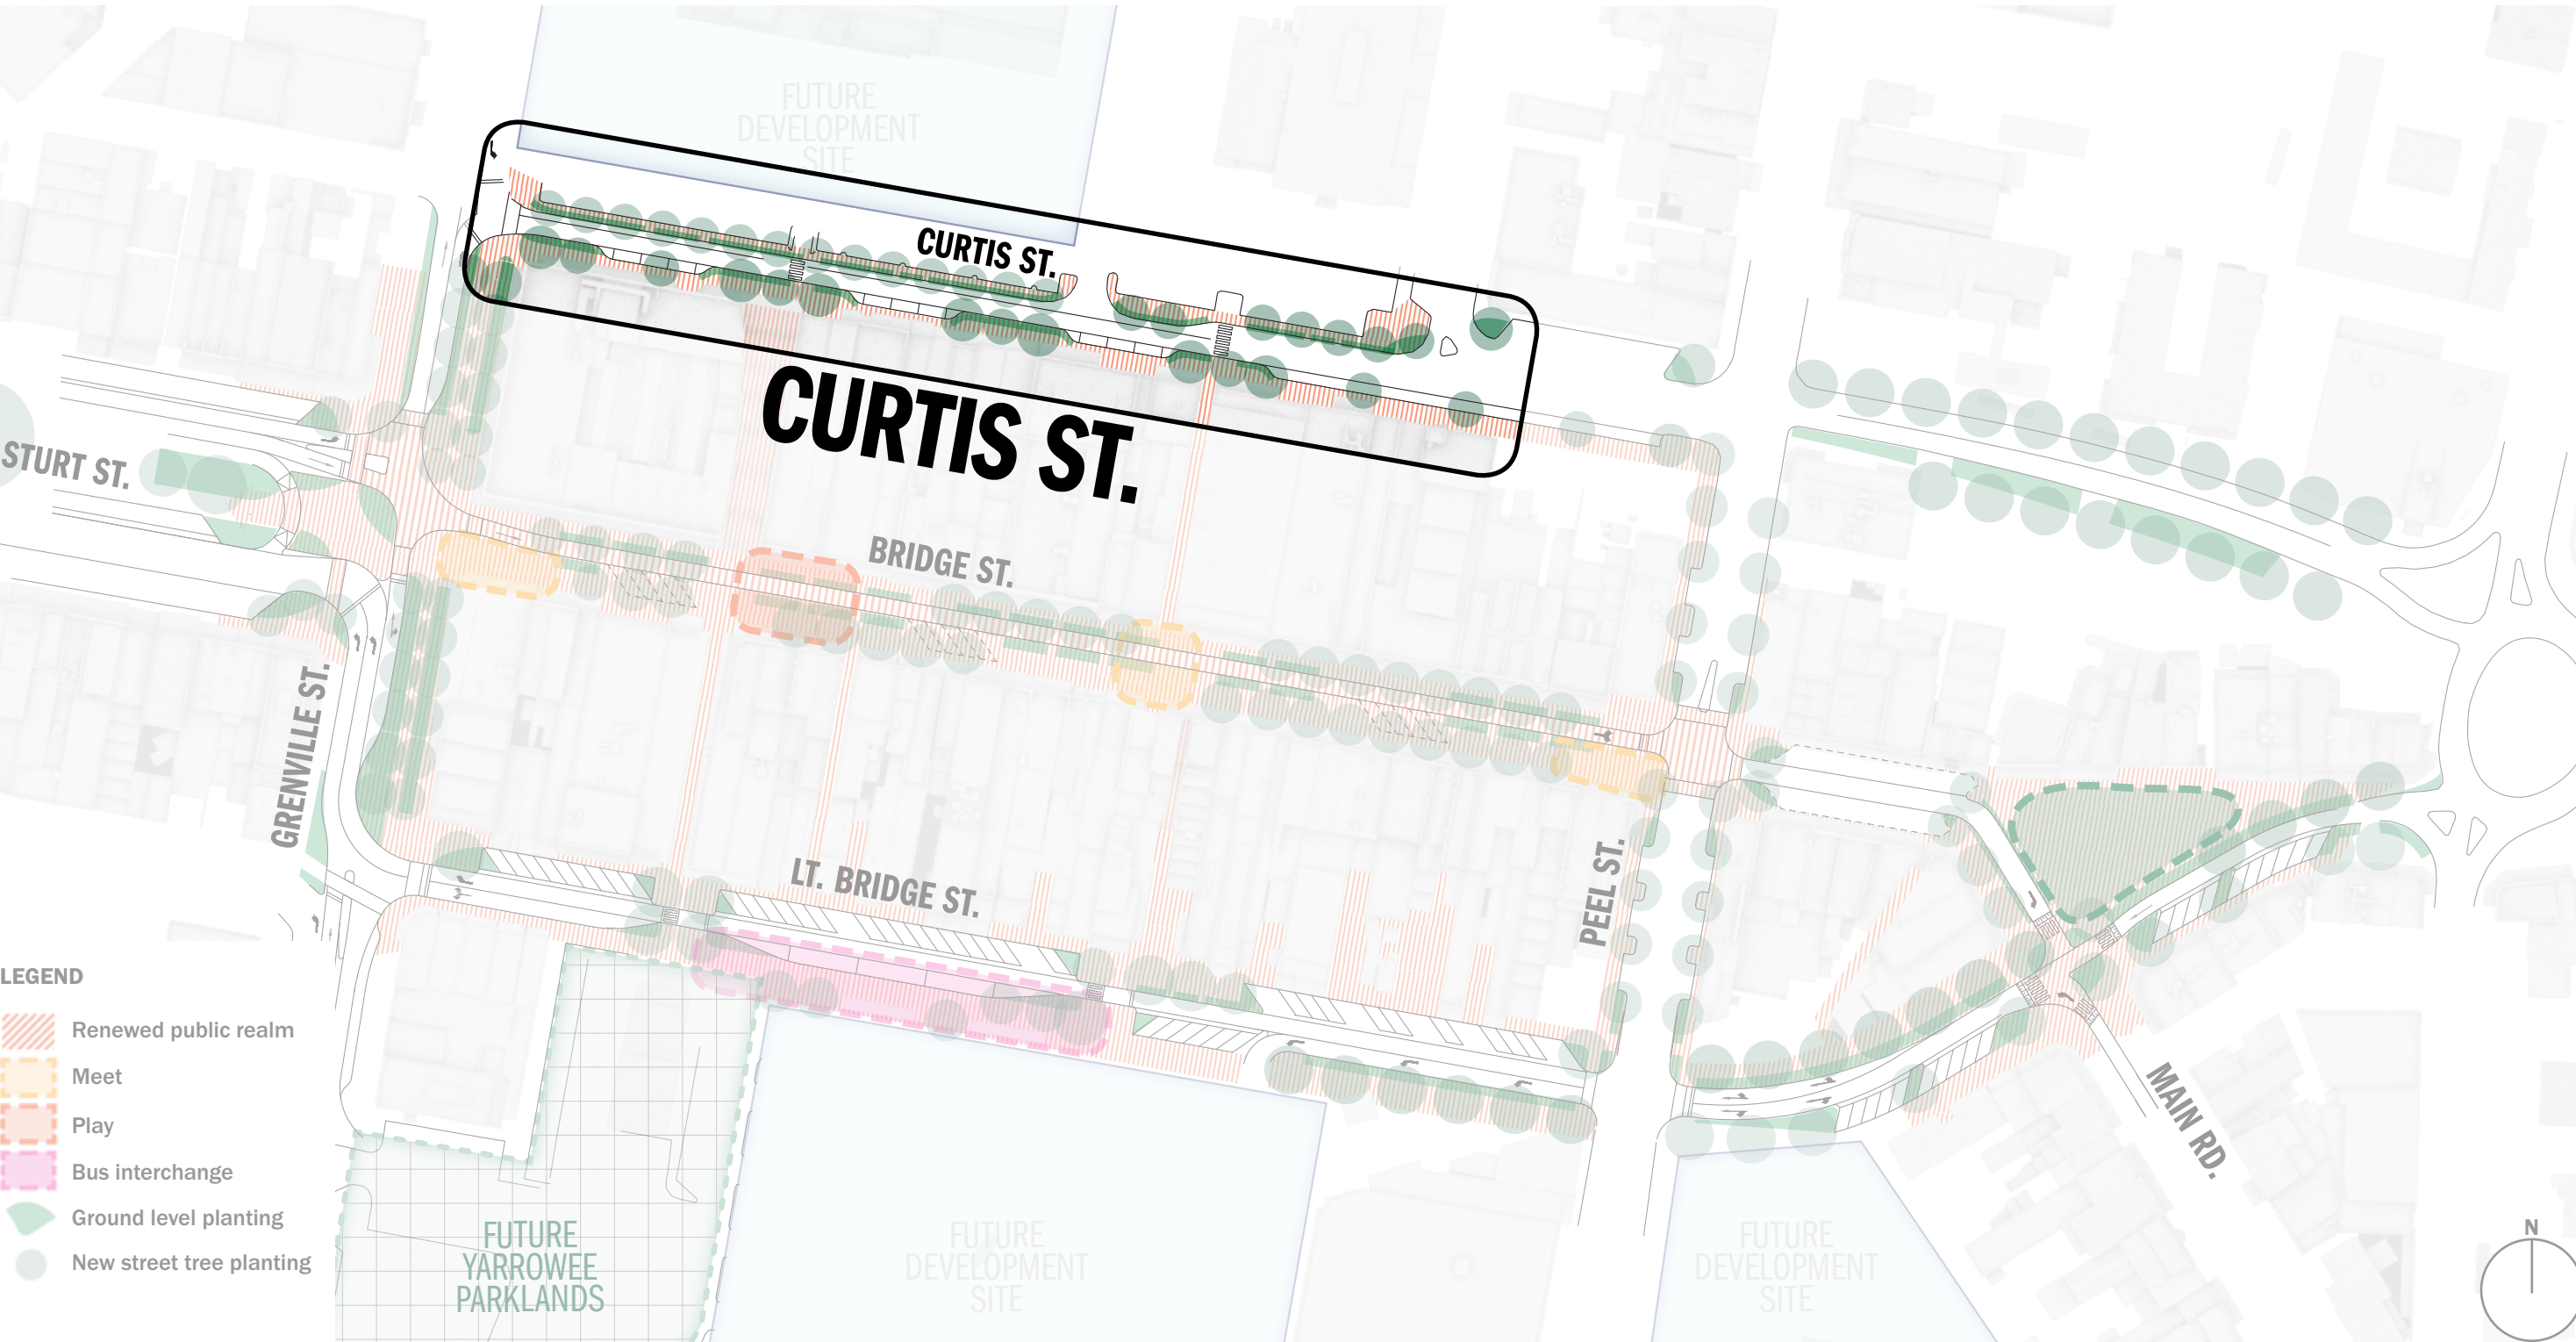 FUTURE
DEVELOPMENT
SITE
CURTIS ST.
CURTIS ST.
STURT ST.
BRIDGE ST.
GRENVILLE ST.
LT. BRIDGE ST.
PEEL ST.
MAIN RD.
LEGEND
Renewed public realm
Meet
Play
Bus interchange
Ground level planting
New street tree planting
FUTURE
YARROWEE
PARKLANDS
FUTURE
DEVELOPMENT
SITE
FUTURE
DEVELOPMENT
SITE
N